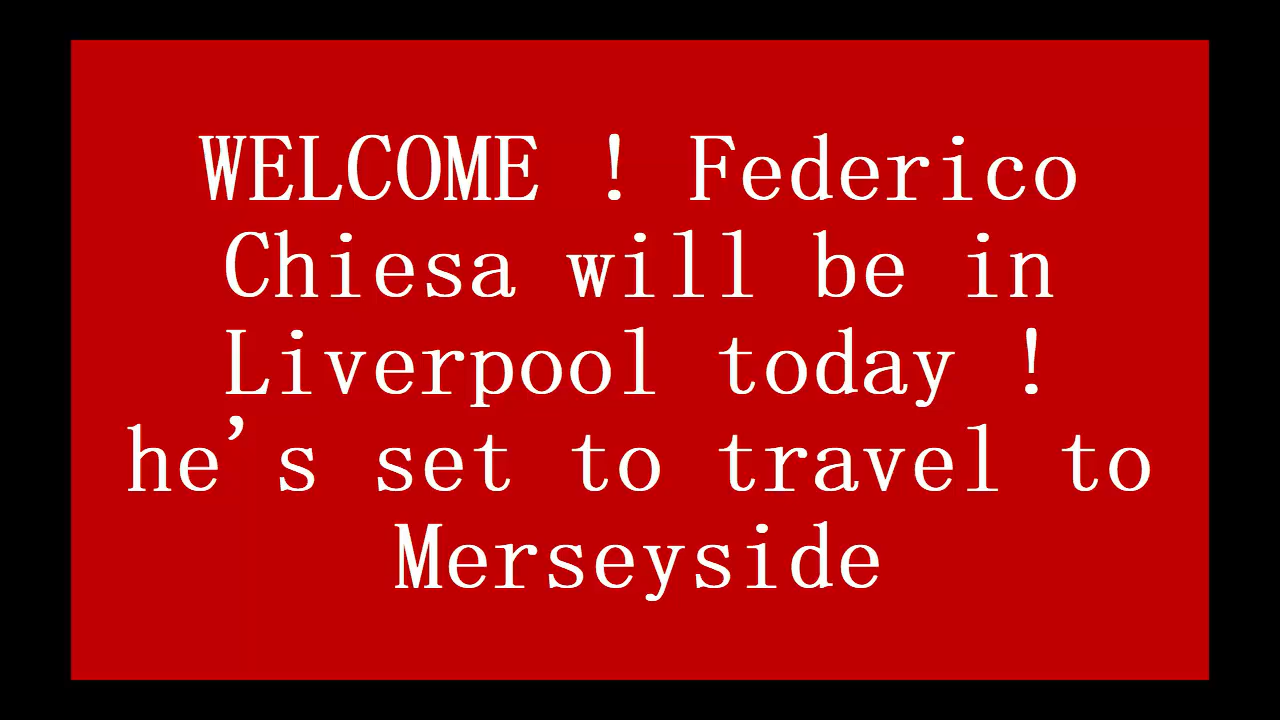 WELCOME ! Federico
Chiesa will be in
Liverpool today !
he's set to travel to
Merseyside